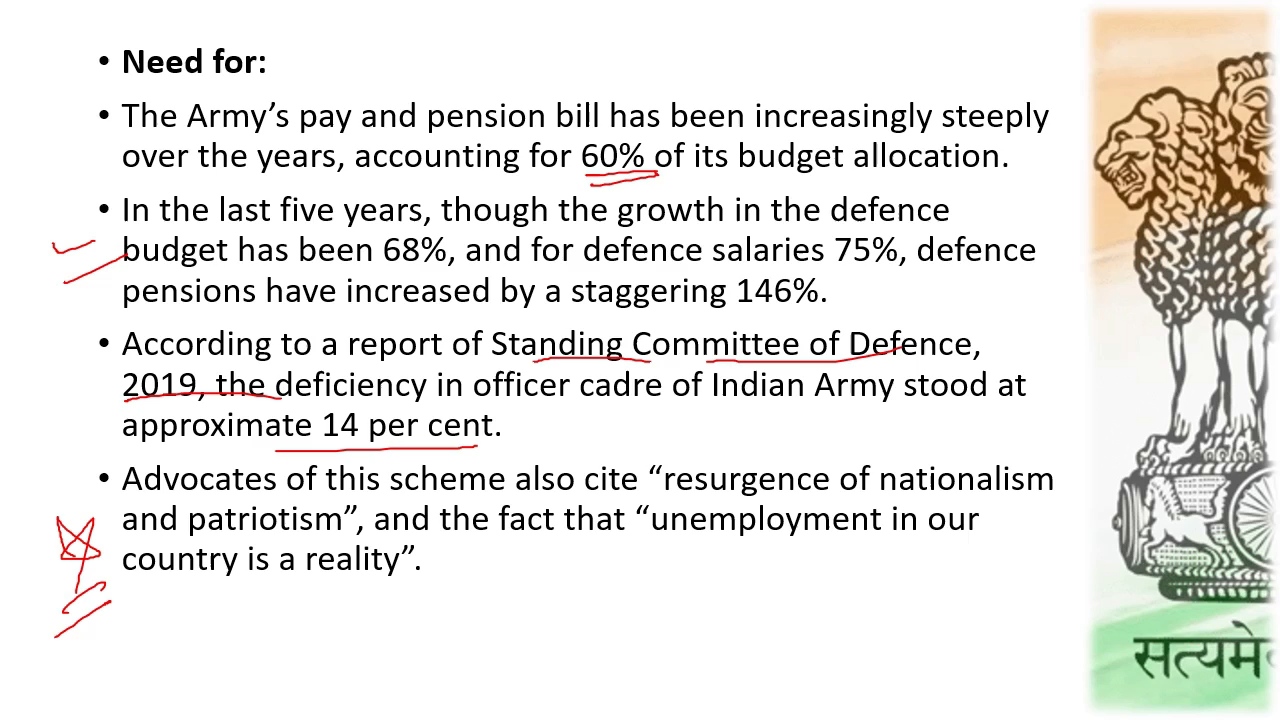 • Need for:
• The Army’s pay and pension bill has been increasingly steeply
over the years, accounting for 60% of its budget allocation.
• In the last five years, though the growth in the defence
budget has been 68%, and for defence salaries 75%, defence
pensions have increased by a staggering 146%.
• According to a report of Standing Committee of Defence,
2019, the deficiency in officer cadre of Indian Army stood at
approximate 14 per cent.
• Advocates of this scheme also cite “resurgence of nationalism
and patriotism”, and the fact that “unemployment in our
country is a reality”.